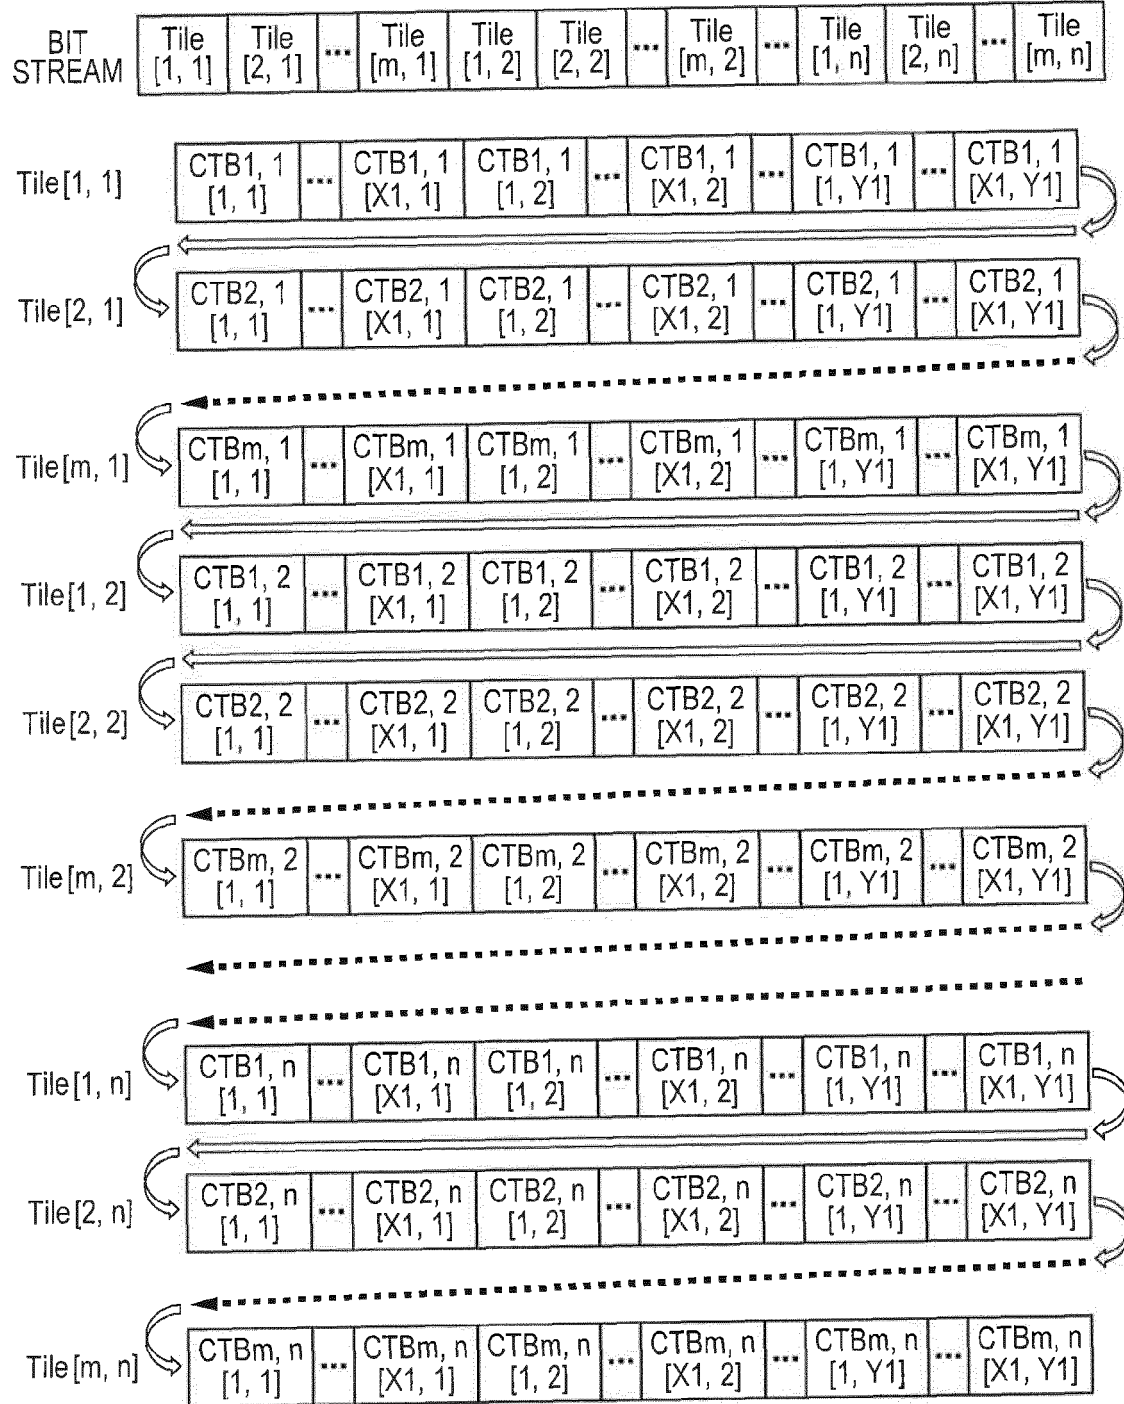 BIT STREAM
Tile [1, 1] Tile [2, 1] ... Tile [m, 1] Tile [1, 2] Tile [2, 2] ... Tile [m, 2] ... Tile [1, n] Tile [2, n] ... Tile [m, n]
Tile[1, 1]
CTB1, 1 ... CTB1, 1 CTB1, 1 ... CTB1, 1 ... CTB1, 1 ... CTB1, 1
[1, 1] [X1, 1] [1, 2] [X1, 2] [1, Y1] [X1, Y1]
Tile[2, 1]
CTB2, 1 ... CTB2, 1 CTB2, 1 ... CTB2, 1 ... CTB2, 1 ... CTB2, 1
[1, 1] [X1, 1] [1, 2] [X1, 2] [1, Y1] [X1, Y1]
Tile[m, 1]
CTBm, 1 ... CTBm, 1 CTBm, 1 ... CTBm, 1 ... CTBm, 1 ... CTBm, 1
[1, 1] [X1, 1] [1, 2] [X1, 2] [1, Y1] [X1, Y1]
Tile[1, 2]
CTB1, 2 ... CTB1, 2 CTB1, 2 ... CTB1, 2 ... CTB1, 2 ... CTB1, 2
[1, 1] [X1, 1] [1, 2] [X1, 2] [1, Y1] [X1, Y1]
Tile[2, 2]
CTB2, 2 ... CTB2, 2 CTB2, 2 ... CTB2, 2 ... CTB2, 2 ... CTB2, 2
[1, 1] [X1, 1] [1, 2] [X1, 2] [1, Y1] [X1, Y1]
Tile[m, 2]
CTBm, 2 ... CTBm, 2 CTBm, 2 ... CTBm, 2 ... CTBm, 2 ... CTBm, 2
[1, 1] [X1, 1] [1, 2] [X1, 2] [1, Y1] [X1, Y1]
Tile[1, n]
CTB1, n ... CTB1, n CTB1, n ... CTB1, n ... CTB1, n ... CTB1, n
[1, 1] [X1, 1] [1, 2] [X1, 2] [1, Y1] [X1, Y1]
Tile[2, n]
CTB2, n ... CTB2, n CTB2, n ... CTB2, n ... CTB2, n ... CTB2, n
[1, 1] [X1, 1] [1, 2] [X1, 2] [1, Y1] [X1, Y1]
Tile[m, n]
CTBm, n ... CTBm, n CTBm, n ... CTBm, n ... CTBm, n ... CTBm, n
[1, 1] [X1, 1] [1, 2] [X1, 2] [1, Y1] [X1, Y1]